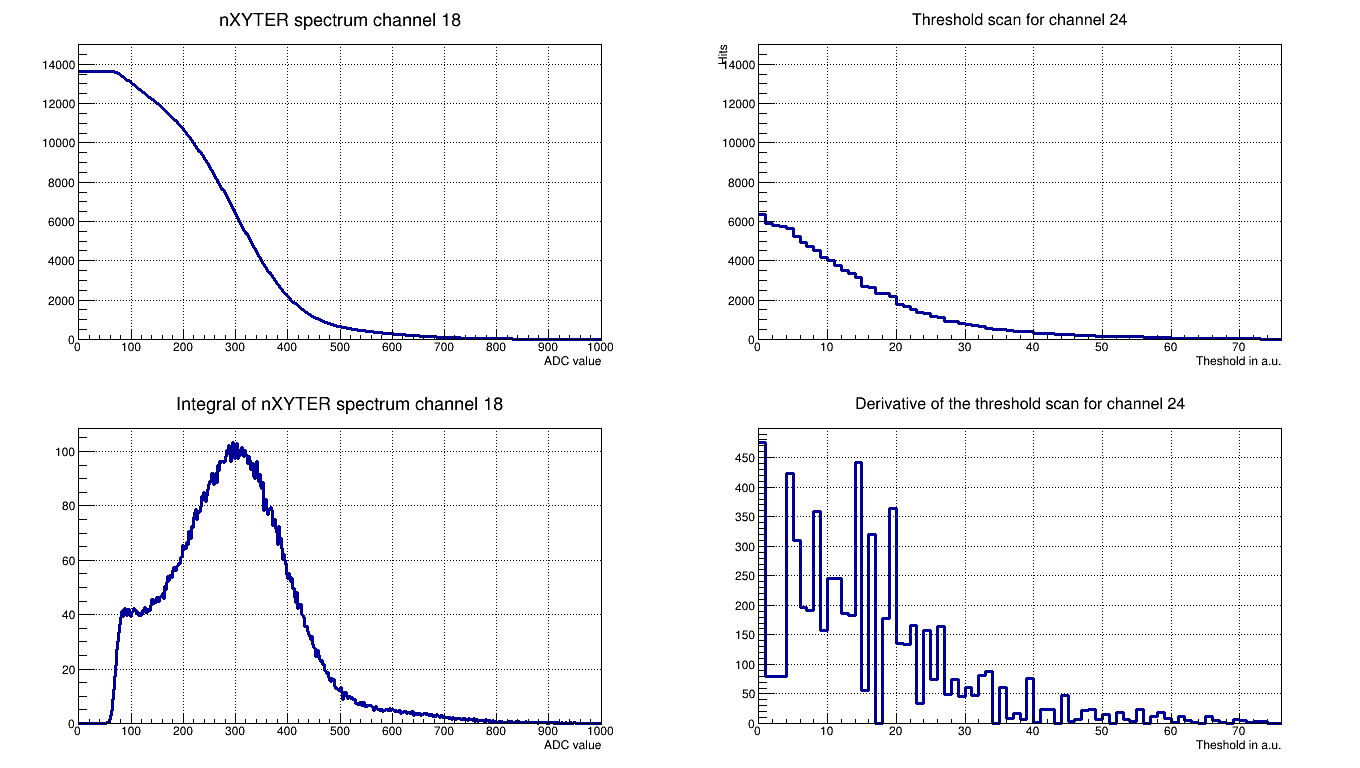 nXYTER spectrum channel 18
14000
12000
10000
8000
6000
4000
2000
0
0 100 200 300 400 500 600 700 800 900 1000
ADC value
Threshold scan for channel 24
Hits
14000
12000
10000
8000
6000
4000
2000
0
0 10 20 30 40 50 60 70
Theshold in a.u.
Integral of nXYTER spectrum channel 18
100
80
60
40
20
0
0 100 200 300 400 500 600 700 800 900 1000
ADC value
Derivative of the threshold scan for channel 24
450
400
350
300
250
200
150
100
50
0
0 10 20 30 40 50 60 70
Theshold in a.u.